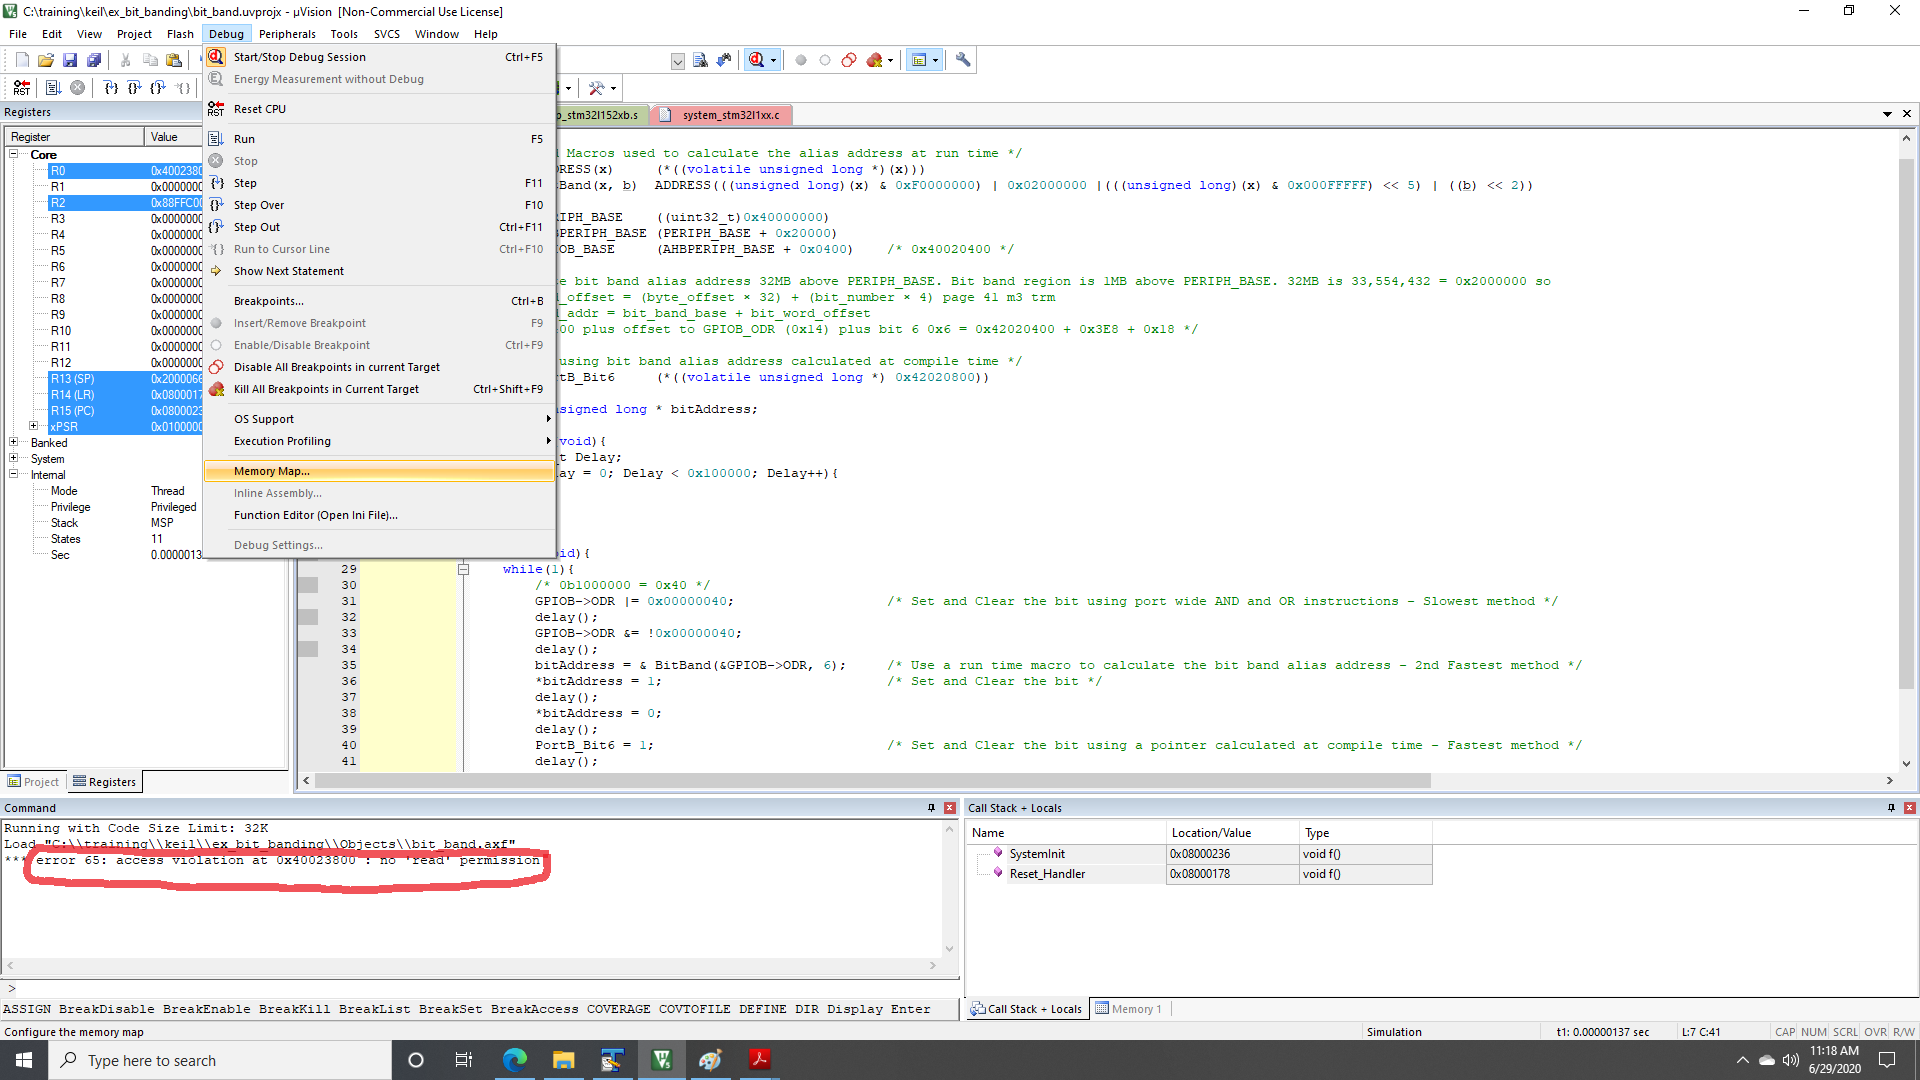 C:\training\keil\ex_bit_banding\bit_band.uvprojx - µVision  [Non-Commercial Use License]
File Edit View Project Flash Debug Peripherals Tools SVCS Window Help
Start/Stop Debug Session Ctrl+F5
Energy Measurement without Debug
Reset CPU
Run F5
Stop
Step F11
Step Over F10
Step Out Ctrl+F11
Run to Cursor Line Ctrl+F10
Show Next Statement
Breakpoints... Ctrl+B
Insert/Remove Breakpoint F9
Enable/Disable Breakpoint Ctrl+F9
Disable All Breakpoints in current Target
Kill All Breakpoints in Current Target Ctrl+Shift+F9
OS Support
Execution Profiling
Memory Map...
Inline Assembly...
Function Editor (Open Ini File)...
Debug Settings...
RST
RST
Registers
Register Value
Core
R0 0x4002380
R1 0x0000000
R2 0x88FFC00
R3 0x0000000
R4 0x0000000
R5 0x0000000
R6 0x0000000
R7 0x0000000
R8 0x0000000
R9 0x0000000
R10 0x0000000
R11 0x0000000
R12 0x0000000
R13 (SP) 0x2000066
R14 (LR) 0x0800017
R15 (PC) 0x0800023
xPSR 0x0100000
Banked
System
Internal
Mode Thread
Privilege Privileged
Stack MSP
States 11
Sec 0.0000013
Project Registers
_stm32l152xb.s system_stm32l1xx.c
Macros used to calculate the alias address at run time */
DRESS(x) (*((volatile unsigned long *)(x)))
Band(x, b) ADDRESS(((unsigned long)(x) & 0xF0000000) | 0x02000000 |(((unsigned long)(x) & 0x000FFFFF) << 5) | ((b) << 2))
IPH_BASE ((uint32_t)0x40000000)
BPERIPH_BASE (PERIPH_BASE + 0x20000)
OB_BASE (AHBPERIPH_BASE + 0x0400) /* 0x40020400 */
e bit band alias address 32MB above PERIPH_BASE. Bit band region is 1MB above PERIPH_BASE. 32MB is 33,554,432 = 0x2000000 so
_offset = (byte_offset × 32) + (bit_number × 4) page 41 m3 trm
_addr = bit_band_base + bit_word_offset
00 plus offset to GPIOB_ODR (0x14) plus bit 6 0x6 = 0x42020400 + 0x3E8 + 0x18 */
using bit band alias address calculated at compile time */
tB_Bit6 (*((volatile unsigned long *) 0x42020800))
signed long * bitAddress;
void){
t Delay;
ay = 0; Delay < 0x100000; Delay++){
id){
29 while(1){
30 /* 0b1000000 = 0x40 */
31 GPIOB->ODR |= 0x00000040; /* Set and Clear the bit using port wide AND and OR instructions - Slowest method */
32 delay();
33 GPIOB->ODR &= !0x00000040;
34 delay();
35 bitAddress = & BitBand(&GPIOB->ODR, 6); /* Use a run time macro to calculate the bit band alias address - 2nd Fastest method */
36 *bitAddress = 1; /* Set and Clear the bit */
37 delay();
38 *bitAddress = 0;
39 delay();
40 PortB_Bit6 = 1; /* Set and Clear the bit using a pointer calculated at compile time - Fastest method */
41 delay();
Command
Running with Code Size Limit: 32K
Load "C:\\training\\keil\\ex_bit_banding\\Objects\\bit_band.axf"
*** error 65: access violation at 0x40023800 : no 'read' permission
>
ASSIGN BreakDisable BreakEnable BreakKill BreakList BreakSet BreakAccess COVERAGE COVTOFILE DEFINE DIR Display Enter
Call Stack + Locals
Name Location/Value Type
SystemInit 0x08000236 void f()
Reset_Handler 0x08000178 void f()
Call Stack + Locals Memory 1
Configure the memory map Simulation t1: 0.00000137 sec L:7 C:41 CAP NUM SCRL OVR R/W
Type here to search
11:18 AM
6/29/2020